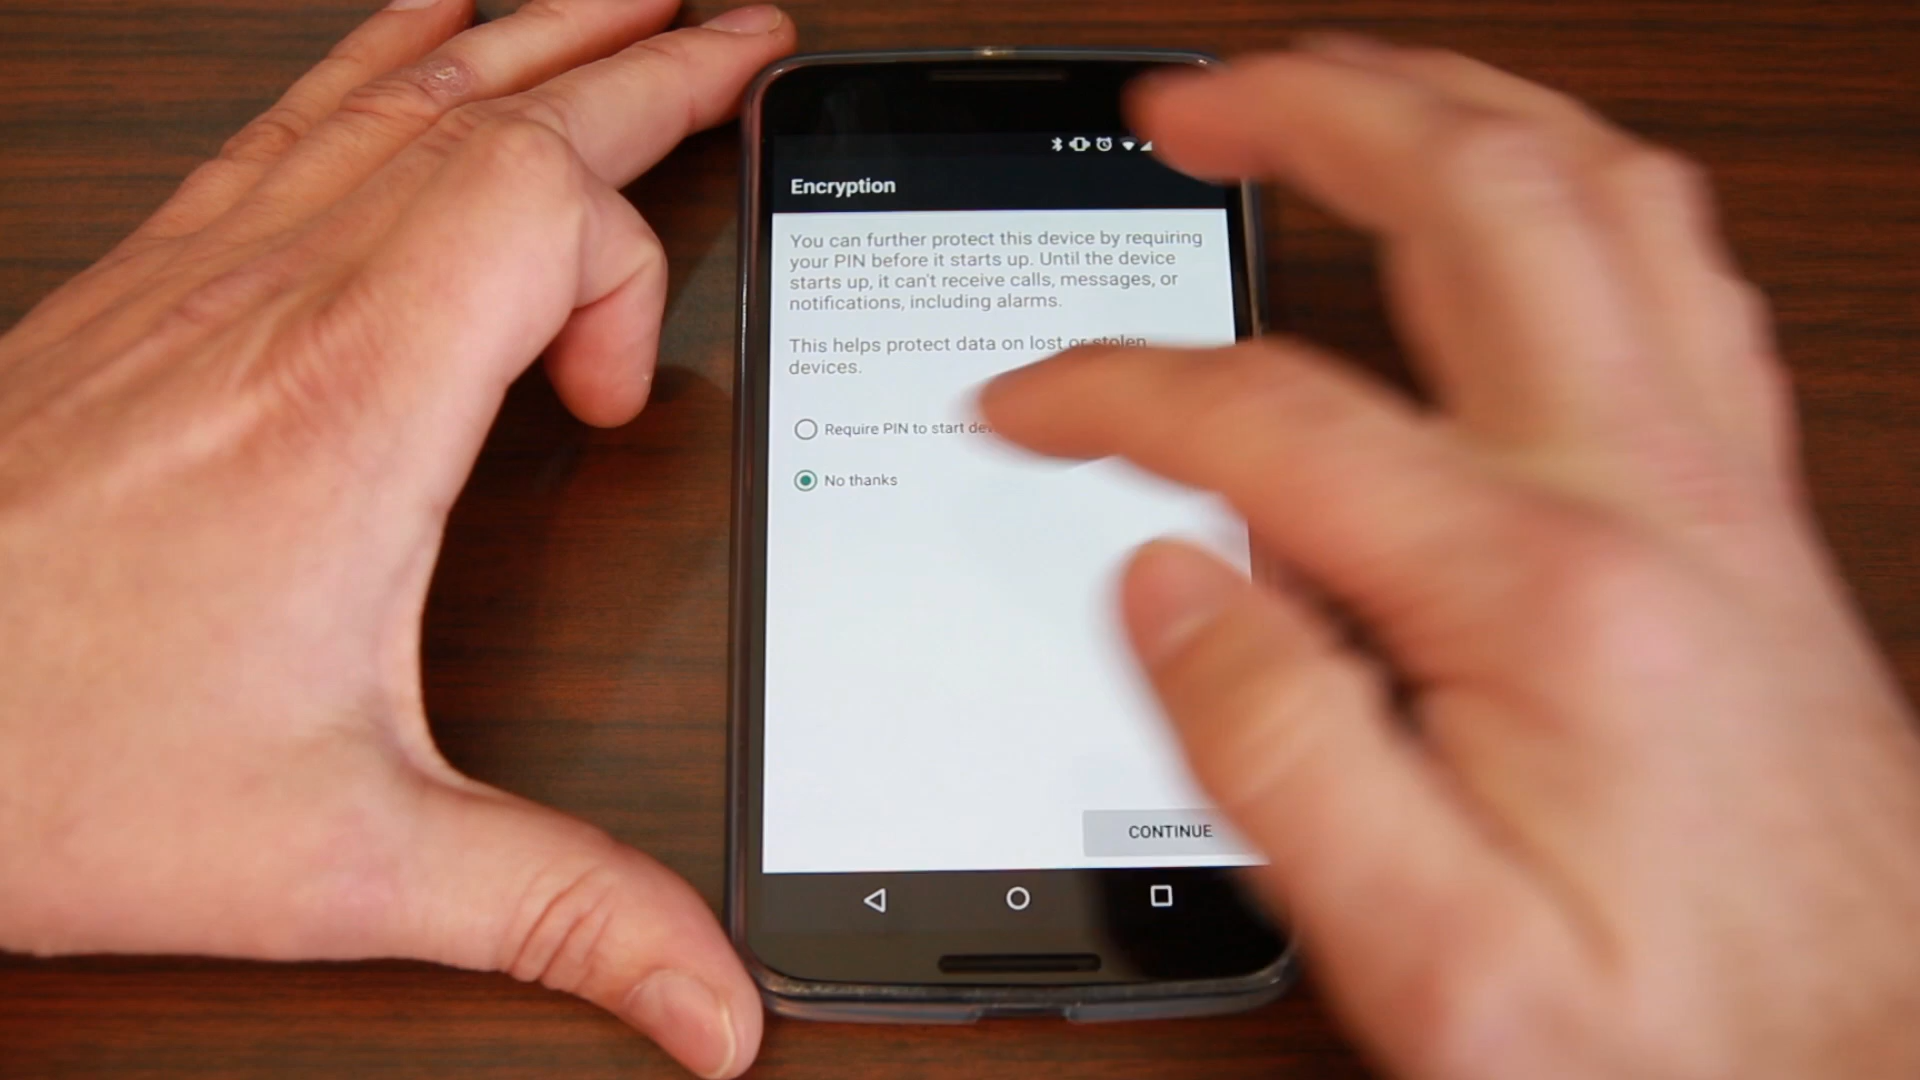 Encryption
You can further protect this device by requiring
your PIN before it starts up. Until the device
starts up, it can't receive calls, messages, or
notifications, including alarms.
This helps protect data on lost or stolen
devices.
Require PIN to start
No thanks
CONTINUE